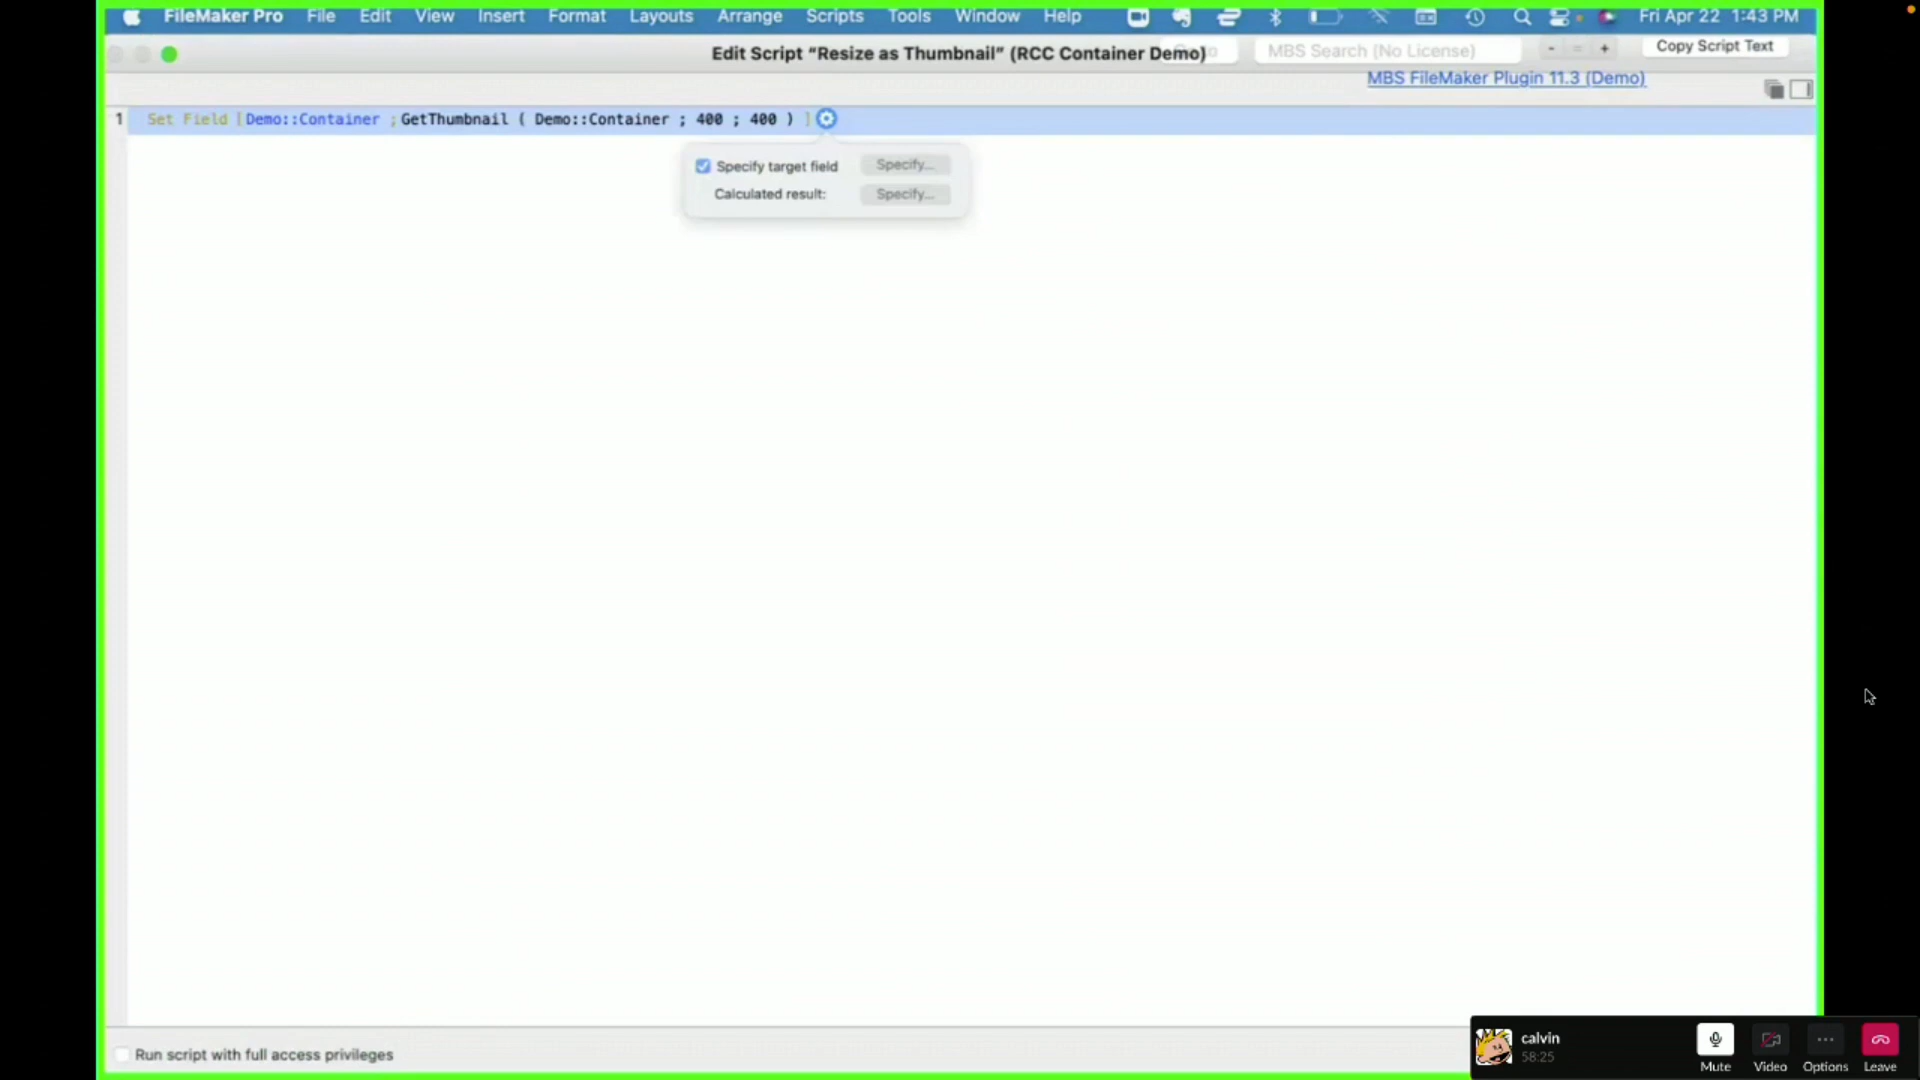 FileMaker Pro File Edit View Insert Format Layouts Arrange Scripts Tools Window Help Fri Apr 22 1:43 PM
Edit Script “Resize as Thumbnail” (RCC Container Demo) MBS Search (No License) - = + Copy Script Text
MBS FileMaker Plugin 11.3 (Demo)
1 Set Field [ Demo::Container ; GetThumbnail ( Demo::Container ; 400 ; 400 ) ]
Specify target field Specify...
Calculated result: Specify...
Run script with full access privileges
calvin
58:25
Mute Video Options Leave